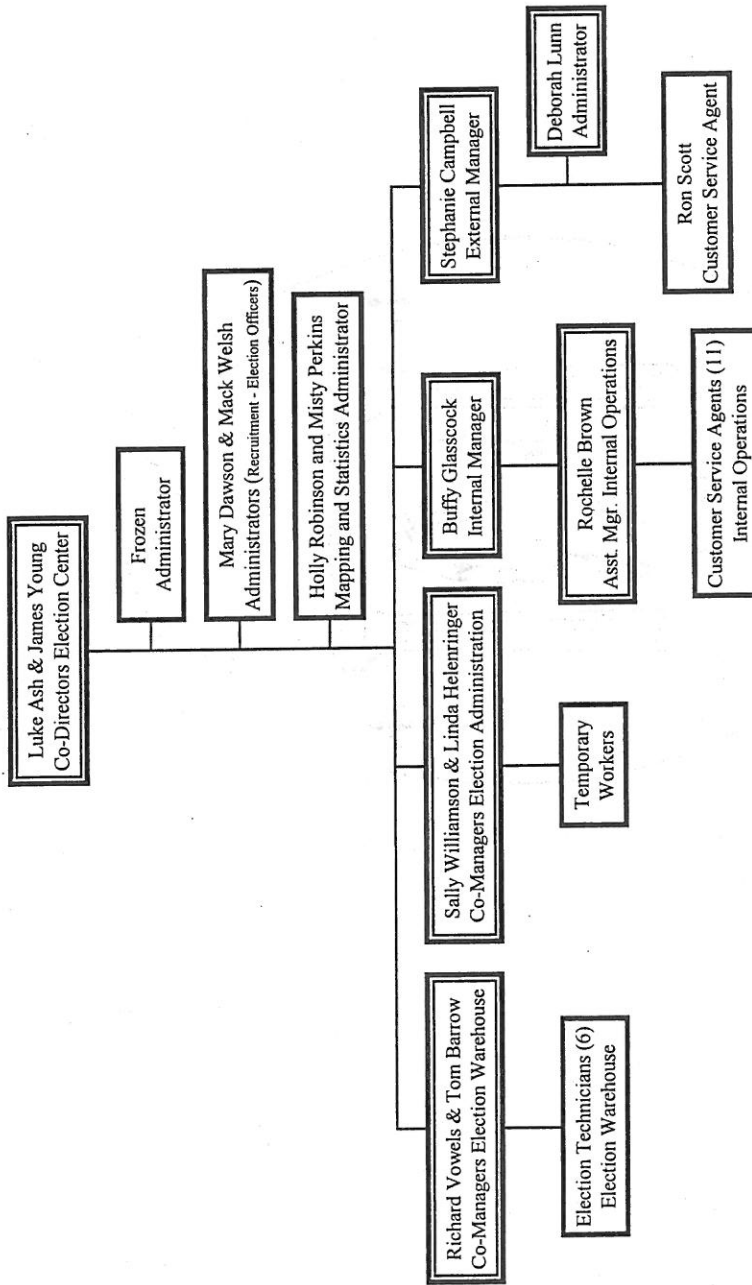 Luke Ash & James Young
Co-Directors Election Center
Frozen
Administrator
Mary Dawson & Mack Welsh
Administrators (Recruitment - Election Officers)
Holly Robinson and Misty Perkins
Mapping and Statistics Administrator
Richard Vowels & Tom Barrow
Co-Managers Election Warehouse
Sally Williamson & Linda Helenringer
Co-Managers Election Administration
Buffy Glasscock
Internal Manager
Stephanie Campbell
External Manager
Deborah Lunn
Administrator
Election Technicians (6)
Election Warehouse
Temporary
Workers
Rochelle Brown
Asst. Mgr. Internal Operations
Ron Scott
Customer Service Agent
Customer Service Agents (11)
Internal Operations